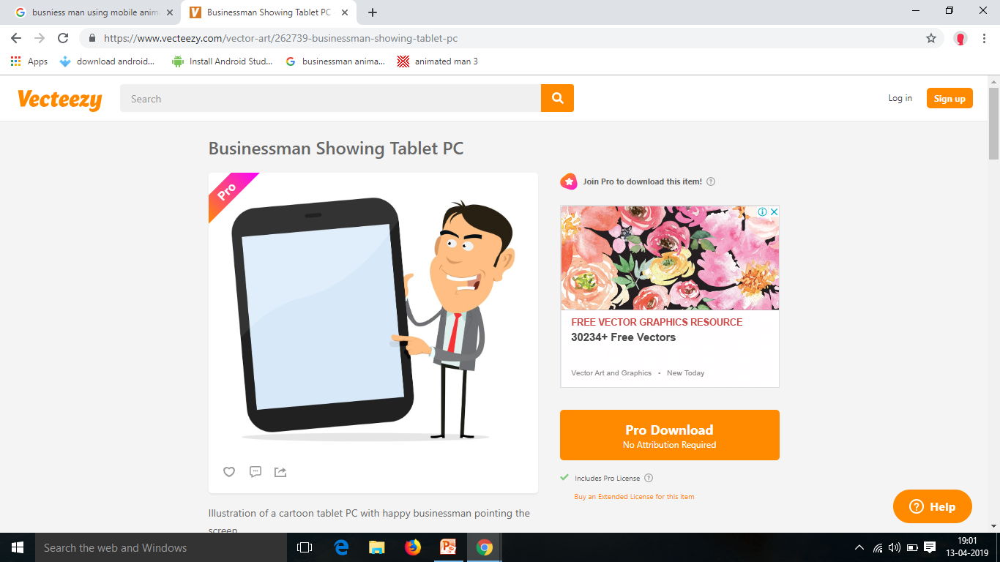 busniess man using mobile anim
Businessman Showing Tablet PC
https://www.vecteezy.com/vector-art/262739-businessman-showing-tablet-pc
Apps
download android...
Install Android Stud...
businessman anima...
animated man 3
Vecteezy
Search
Log in
Sign up
Businessman Showing Tablet PC
Pro
Join Pro to download this item!
FREE VECTOR GRAPHICS RESOURCE
30234+ Free Vectors
Vector Art and Graphics • New Today
Pro Download
No Attribution Required
Includes Pro License
Buy an Extended License for this item
Illustration of a cartoon tablet PC with happy businessman pointing the
screen
Help
Search the web and Windows
19:01
13-04-2019